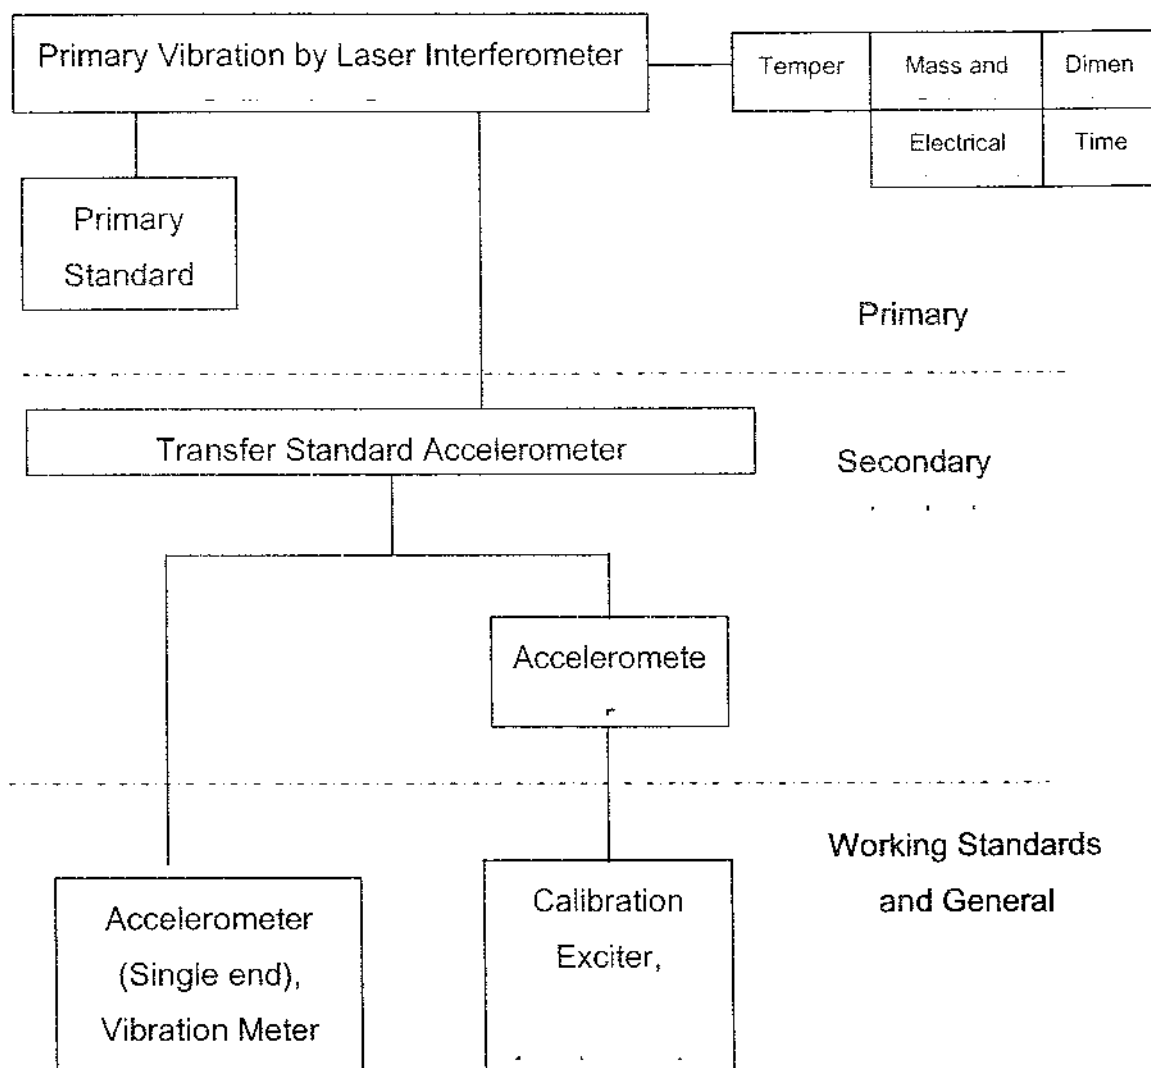 Primary Vibration by Laser Interferometer
Temper
Mass and
Dimen
Electrical
Time
Primary
Standard
Primary
Transfer Standard Accelerometer
Secondary
Acceleromete
r
Working Standards
and General
Accelerometer
(Single end),
Vibration Meter
Calibration
Exciter,